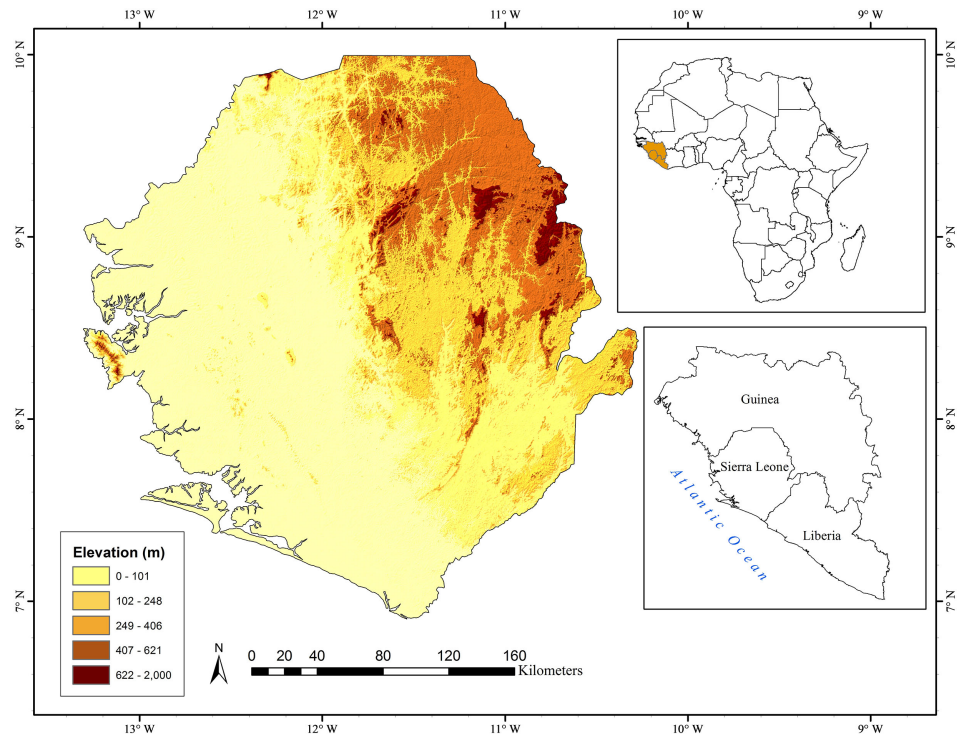 13° W 12° W 11° W 10° W 9° W
10° N
9° N
8° N
7° N
10° N
9° N
8° N
7° N
Guinea
Sierra Leone
Liberia
Atlantic Ocean
Elevation (m)
0 - 101
102 - 248
249 - 406
407 - 621
622 - 2,000
N
0 20 40 80 120 160
Kilometers
13° W 12° W 11° W 10° W 9° W